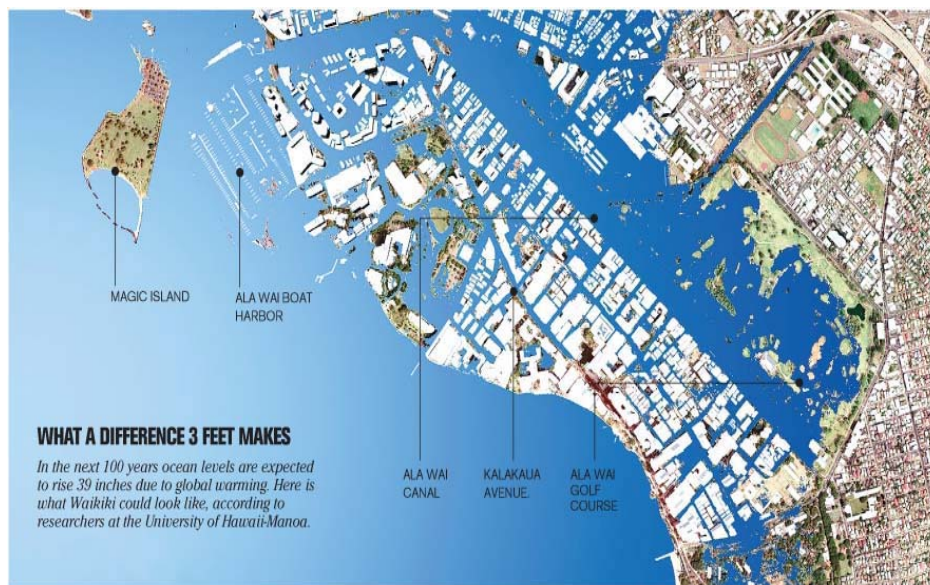 MAGIC ISLAND
ALA WAI BOAT
HARBOR
WHAT A DIFFERENCE 3 FEET MAKES
In the next 100 years ocean levels are expected
to rise 39 inches due to global warming. Here is
what Waikiki could look like, according to
researchers at the University of Hawaii-Manoa.
ALA WAI
CANAL
KALAKAUA
AVENUE.
ALA WAI
GOLF
COURSE